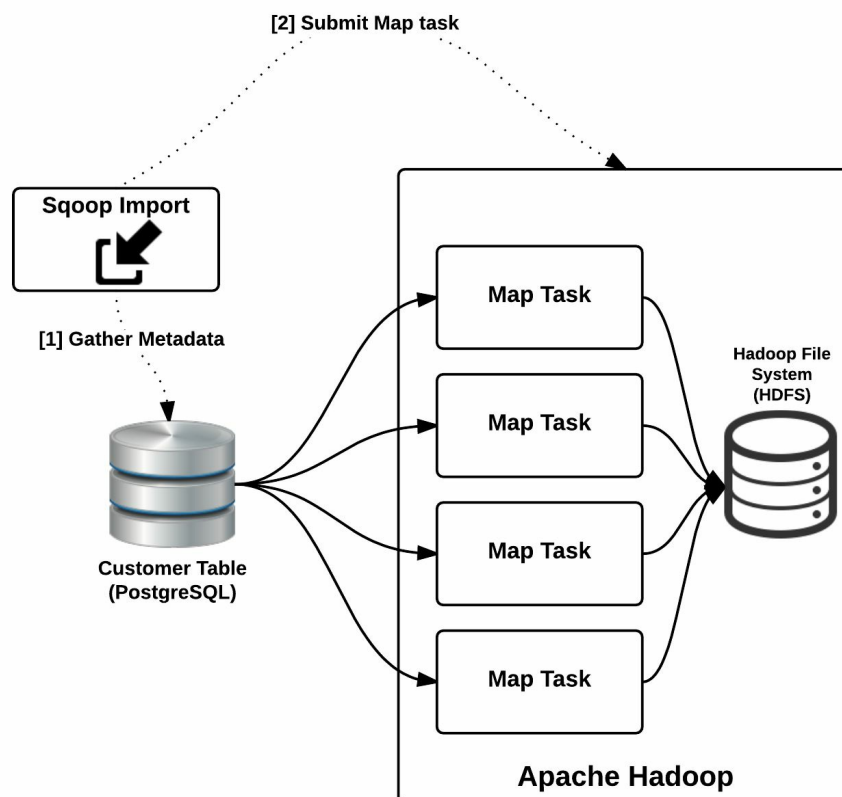 [2] Submit Map task
Sqoop Import
[1] Gather Metadata
Customer Table
(PostgreSQL)
Map Task
Map Task
Map Task
Map Task
Hadoop File
System
(HDFS)
Apache Hadoop